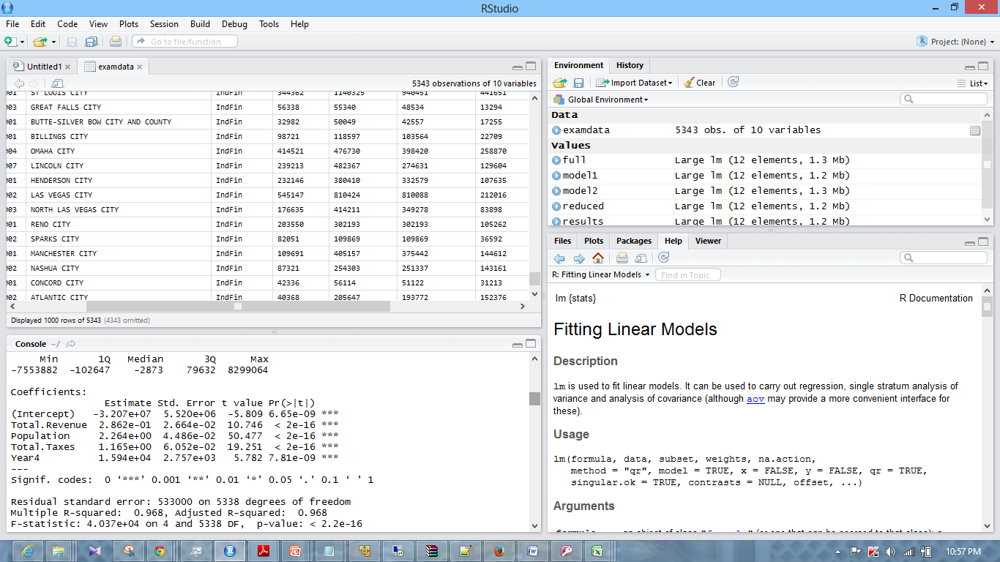 RStudio
File Edit Code View Plots Session Build Debug Tools Help
Go to file/function
Project: (None)
Untitled1
examdata
5343 observations of 10 variables
001 ST LOUIS CITY IndFin 344362 1140325 940451 441651
003 GREAT FALLS CITY IndFin 56338 55340 48534 13294
001 BUTTE-SILVER BOW CITY AND COUNTY IndFin 32982 50049 42557 17255
001 BILLINGS CITY IndFin 98721 118597 103564 22709
004 OMAHA CITY IndFin 414521 476730 398420 258870
007 LINCOLN CITY IndFin 239213 482367 274631 129604
001 HENDERSON CITY IndFin 232146 380410 332579 107635
002 LAS VEGAS CITY IndFin 545147 810424 810088 212016
003 NORTH LAS VEGAS CITY IndFin 176635 414211 349278 83898
001 RENO CITY IndFin 203550 302193 302193 105262
002 SPARKS CITY IndFin 82051 109869 109869 36592
001 MANCHESTER CITY IndFin 109691 405157 375442 144612
002 NASHUA CITY IndFin 87321 254303 251337 143161
001 CONCORD CITY IndFin 42336 56114 51122 31213
002 ATLANTIC CITY IndFin 40368 205647 193772 152376
Displayed 1000 rows of 5343 (4343 omitted)
Console ~/
Min 1Q Median 3Q Max
-7553882 -102647 -2873 79632 8299064
Coefficients:
Estimate Std. Error t value Pr(>|t|)
(Intercept) -3.207e+07 5.520e+06 -5.809 6.65e-09 ***
Total.Revenue 2.862e-01 2.664e-02 10.746 < 2e-16 ***
Population 2.264e+00 4.486e-02 50.477 < 2e-16 ***
Total.Taxes 1.165e+00 6.052e-02 19.251 < 2e-16 ***
Year4 1.594e+04 2.757e+03 5.782 7.81e-09 ***
---
Signif. codes: 0 ‘***’ 0.001 ‘**’ 0.01 ‘*’ 0.05 ‘.’ 0.1 ‘ ’ 1
Residual standard error: 533000 on 5338 degrees of freedom
Multiple R-squared: 0.968, Adjusted R-squared: 0.968
F-statistic: 4.037e+04 on 4 and 5338 DF, p-value: < 2.2e-16
Environment History
Import Dataset Clear List
Global Environment
Data
examdata 5343 obs. of 10 variables
Values
full Large lm (12 elements, 1.3 Mb)
model1 Large lm (12 elements, 1.2 Mb)
model2 Large lm (12 elements, 1.3 Mb)
reduced Large lm (12 elements, 1.2 Mb)
results Large lm (12 elements, 1.2 Mb)
Files Plots Packages Help Viewer
R: Fitting Linear Models Find in Topic
lm {stats} R Documentation
Fitting Linear Models
Description
lm is used to fit linear models. It can be used to carry out regression, single stratum analysis of
variance and analysis of covariance (although aov may provide a more convenient interface for
these).
Usage
lm(formula, data, subset, weights, na.action,
method = "qr", model = TRUE, x = FALSE, y = FALSE, qr = TRUE,
singular.ok = TRUE, contrasts = NULL, offset, ...)
Arguments
10:57 PM